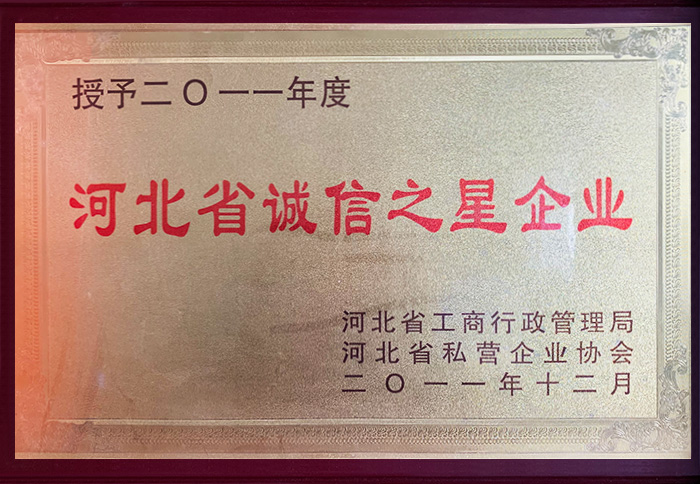 授予二〇一一年度
河北省诚信之星企业
河北省工商行政管理局
河北省私营企业协会
二〇一一年十二月